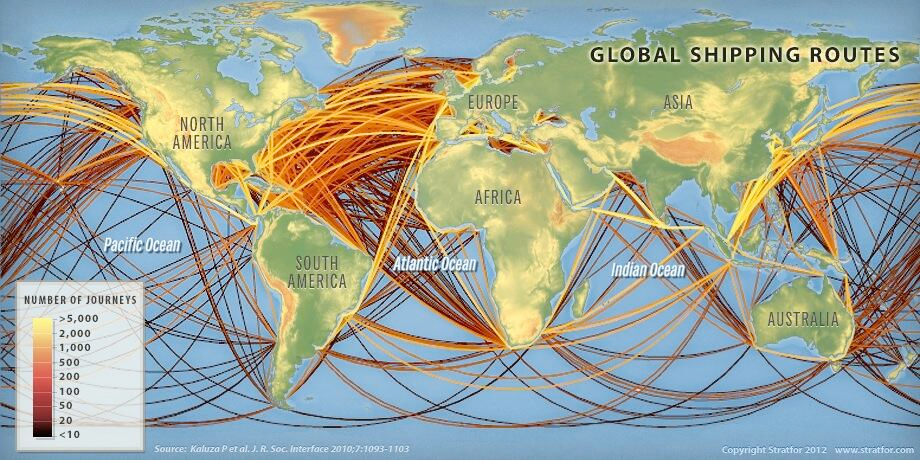 GLOBAL SHIPPING ROUTES
NORTH
AMERICA
EUROPE
ASIA
AFRICA
Pacific Ocean
SOUTH
AMERICA
Atlantic Ocean
Indian Ocean
AUSTRALIA
NUMBER OF JOURNEYS
>5,000
2,000
1,000
500
200
100
50
20
<10
Source: Kaluza P et al. J. R. Soc. Interface 2010;7:1093-1103
Copyright Stratfor 2012 www.stratfor.com